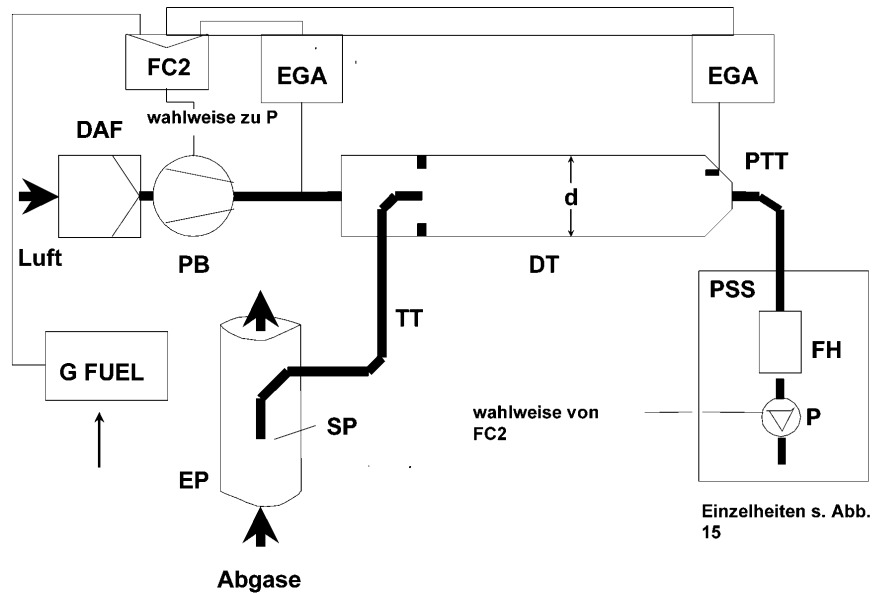 FC2
EGA
EGA
wahlweise zu P
DAF
PTT
d
Luft
PB
DT
PSS
TT
FH
G FUEL
SP
wahlweise von
FC2
P
EP
Einzelheiten s. Abb.
15
Abgase